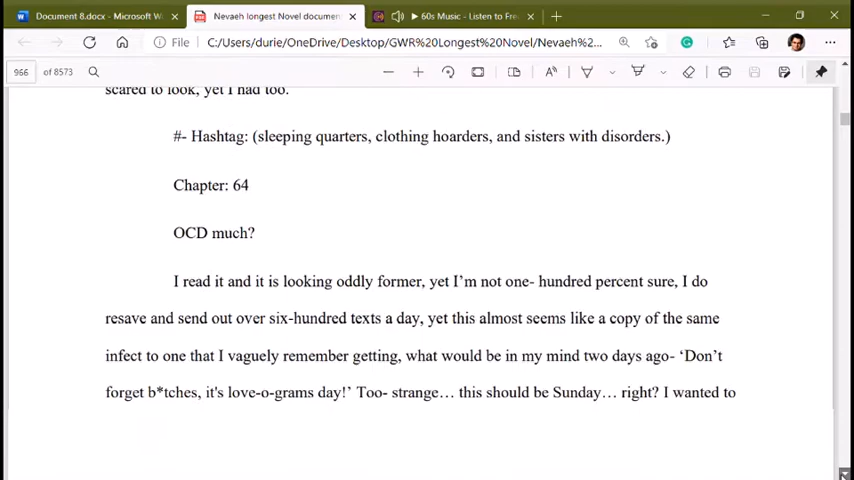 Document 8.docx - Microsoft W
Nevaeh longest Novel documen
60s Music - Listen to Fre
File
C:/Users/durie/OneDrive/Desktop/GWR%20Longest%20Novel/Nevaeh%2...
966 of 8573
scared to look, yet I had too.
#- Hashtag: (sleeping quarters, clothing hoarders, and sisters with disorders.)
Chapter: 64
OCD much?
I read it and it is looking oddly former, yet I'm not one- hundred percent sure, I do
resave and send out over six-hundred texts a day, yet this almost seems like a copy of the same
infect to one that I vaguely remember getting, what would be in my mind two days ago- ‘Don't
forget b*tches, it's love-o-grams day!’ Too- strange… this should be Sunday… right? I wanted to